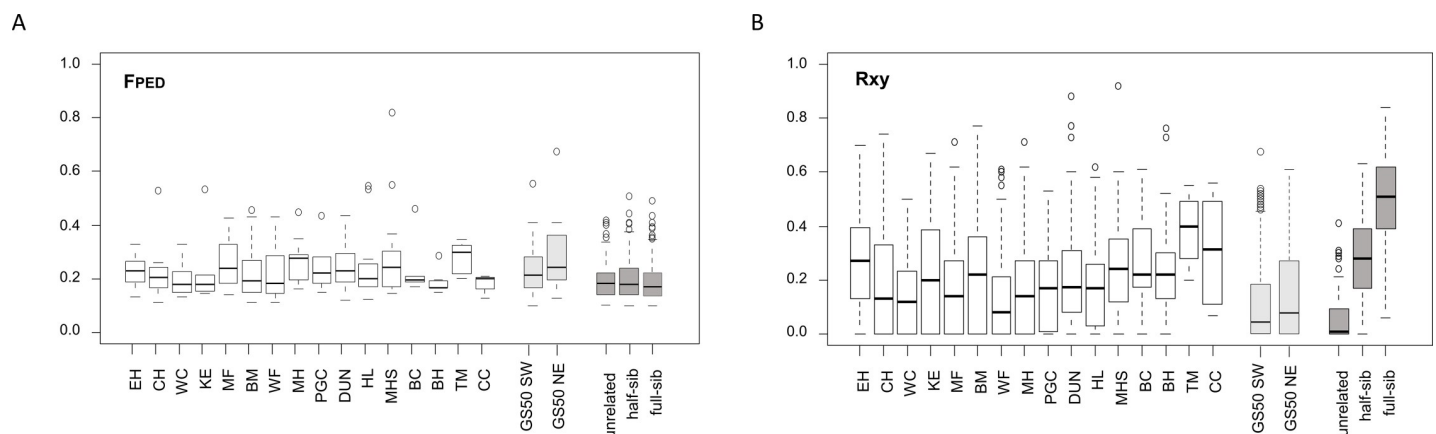 A
B
FPED
Rxy
1.0
0.8
0.6
0.4
0.2
0.0
EH
CH
WC
KE
MF
BM
WF
MH
PGC
DUN
HL
MHS
BC
BH
TM
CC
GS50 SW
GS50 NE
unrelated
half-sib
full-sib
1.0
0.8
0.6
0.4
0.2
0.0
EH
CH
WC
KE
MF
BM
WF
MH
PGC
DUN
HL
MHS
BC
BH
TM
CC
GS50 SW
GS50 NE
unrelated
half-sib
full-sib